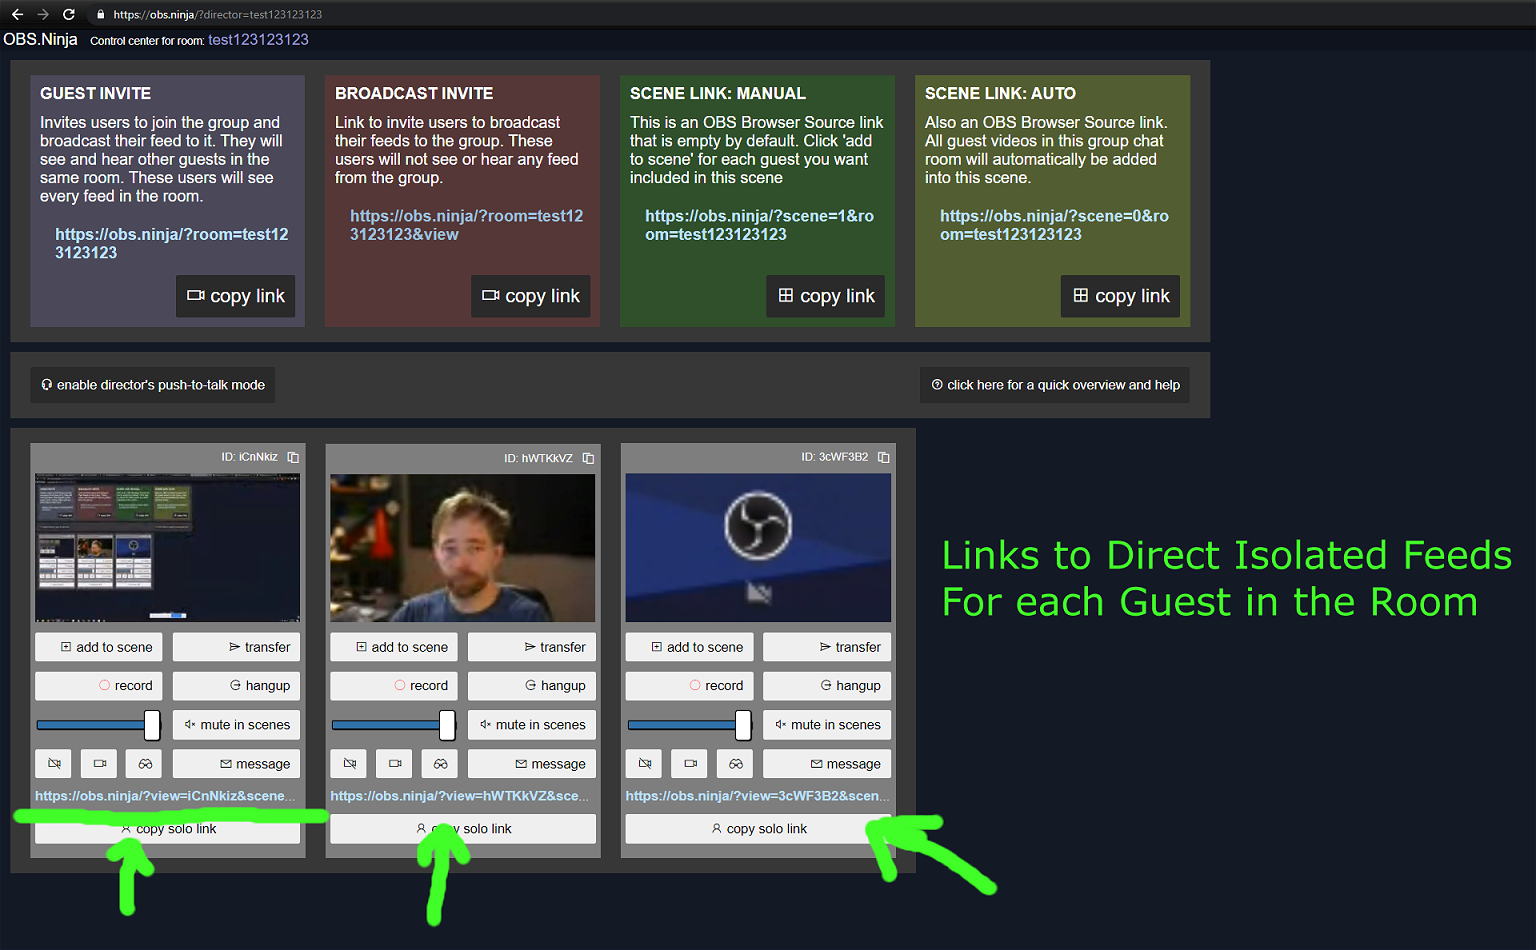 https://obs.ninja/?director=test123123123
OBS.Ninja Control center for room: test123123123
GUEST INVITE
Invites users to join the group and
broadcast their feed to it. They will
see and hear other guests in the
same room. These users will see
every feed in the room.
https://obs.ninja/?room=test12
3123123
copy link
BROADCAST INVITE
Link to invite users to broadcast
their feeds to the group. These
users will not see or hear any feed
from the group.
https://obs.ninja/?room=test12
3123123&view
copy link
SCENE LINK: MANUAL
This is an OBS Browser Source link
that is empty by default. Click 'add
to scene' for each guest you want
included in this scene
https://obs.ninja/?scene=1&ro
om=test123123123
copy link
SCENE LINK: AUTO
Also an OBS Browser Source link.
All guest videos in this group chat
room will automatically be added
into this scene.
https://obs.ninja/?scene=0&ro
om=test123123123
copy link
enable director's push-to-talk mode
click here for a quick overview and help
ID: iCnNkiz
add to scene
transfer
record
hangup
mute in scenes
message
https://obs.ninja/?view=iCnNkiz&scene...
copy solo link
ID: hWTKkVZ
add to scene
transfer
record
hangup
mute in scenes
message
https://obs.ninja/?view=hWTKkVZ&sce...
copy solo link
ID: 3cWF3B2
add to scene
transfer
record
hangup
mute in scenes
message
https://obs.ninja/?view=3cWF3B2&scen...
copy solo link
Links to Direct Isolated Feeds
For each Guest in the Room